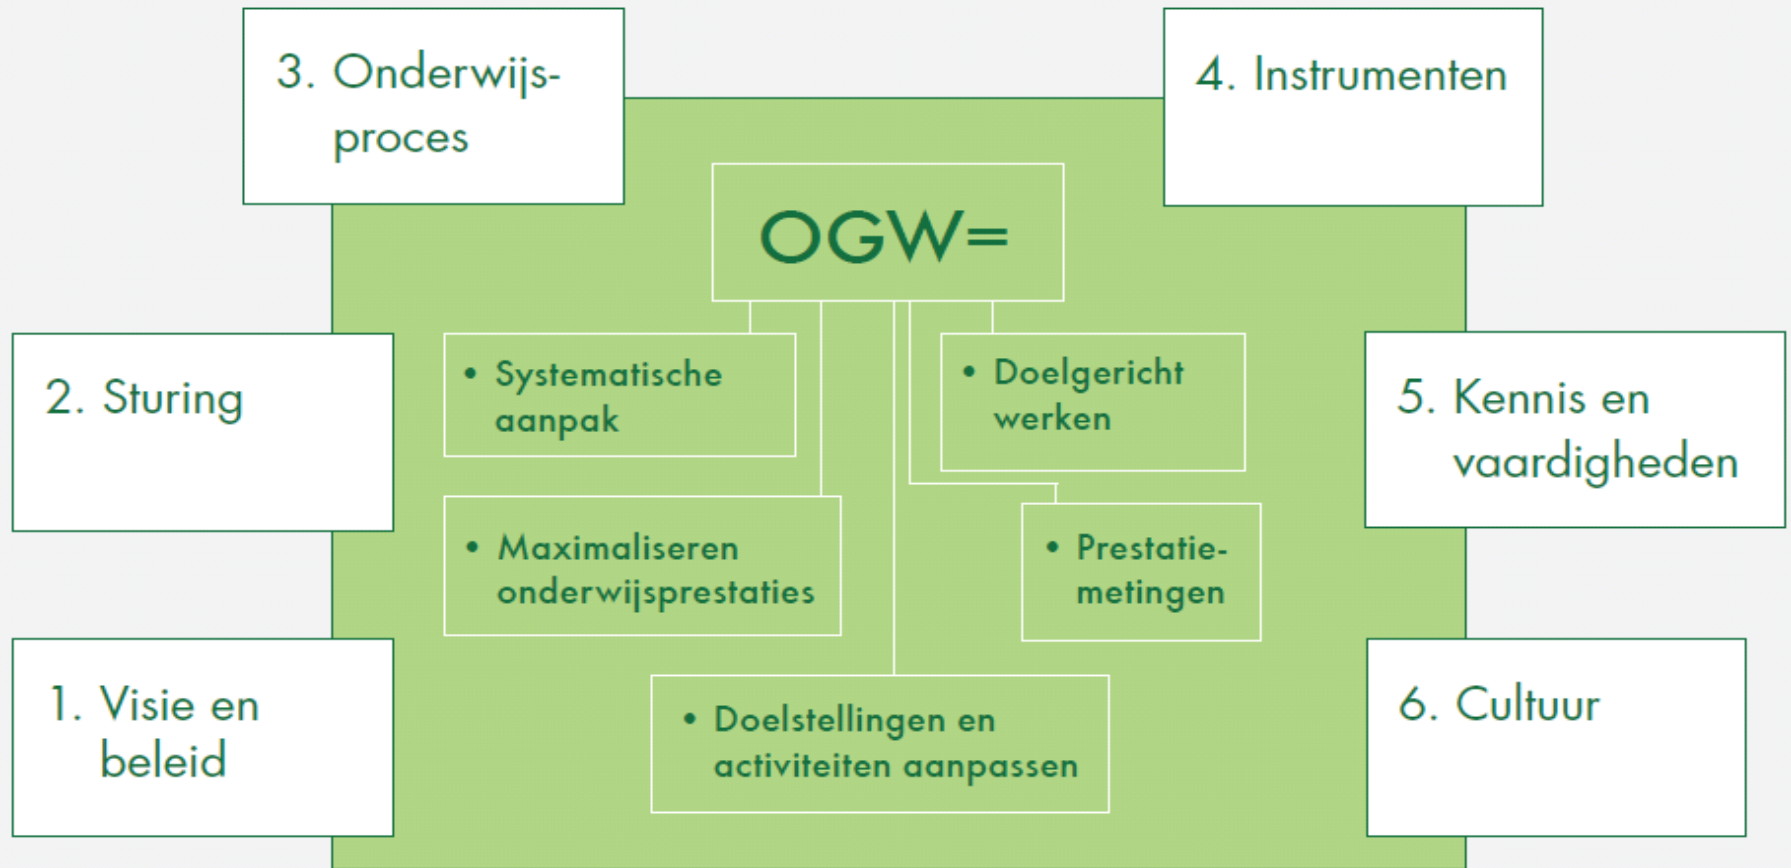 3. Onderwijs-
proces
4. Instrumenten
OGW=
2. Sturing
• Systematische
aanpak
• Doelgericht
werken
5. Kennis en
vaardigheden
• Maximaliseren
onderwijsprestaties
• Prestatie-
metingen
1. Visie en
beleid
• Doelstellingen en
activiteiten aanpassen
6. Cultuur